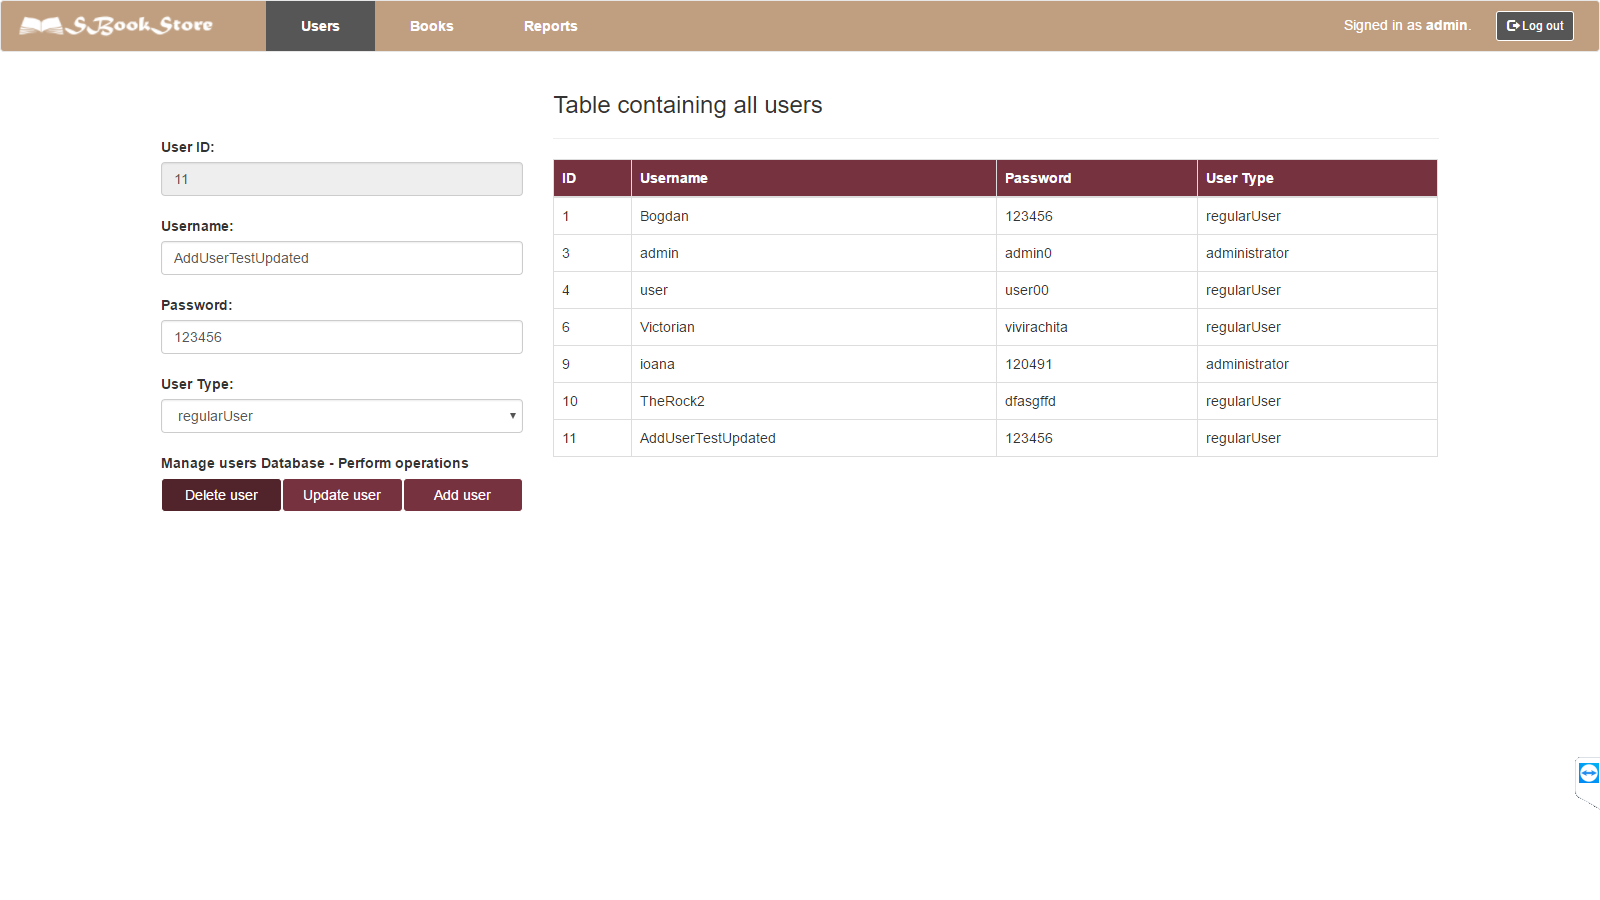 SBookStore Users Books Reports Signed in as admin. Log out
Table containing all users
User ID:
11
Username:
AddUserTestUpdated
Password:
123456
User Type:
regularUser
Manage users Database - Perform operations
Delete user Update user Add user
ID Username Password User Type
1 Bogdan 123456 regularUser
3 admin admin0 administrator
4 user user00 regularUser
6 Victorian vivirachita regularUser
9 ioana 120491 administrator
10 TheRock2 dfasgffd regularUser
11 AddUserTestUpdated 123456 regularUser